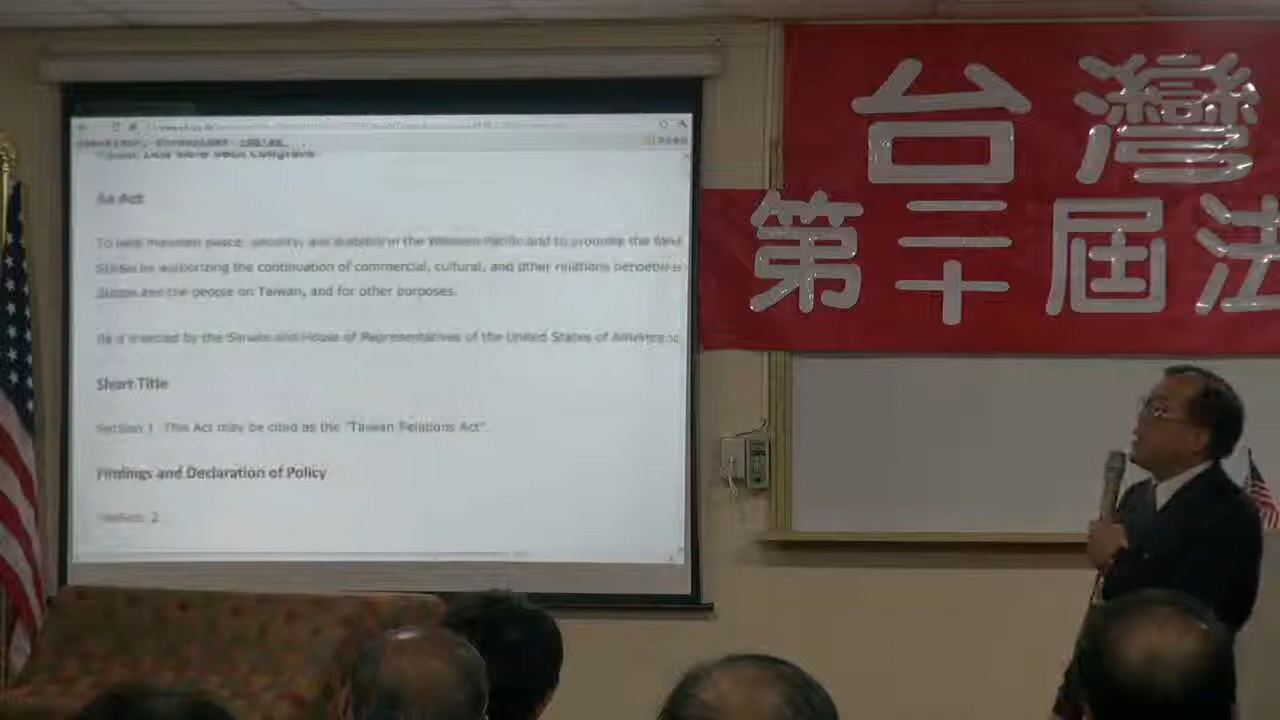 An Act
To help maintain peace, security, and stability in the Western Pacific and to promote the
by authorizing the continuation of commercial, cultural, and other relations between
and the people on Taiwan, and for other purposes.
Be it enacted by the Senate and House of Representatives of the United States of America
Short Title
Section 1. This Act may be cited as the "Taiwan Relations Act".
Findings and Declaration of Policy
Section 2
台灣
第三十屆法